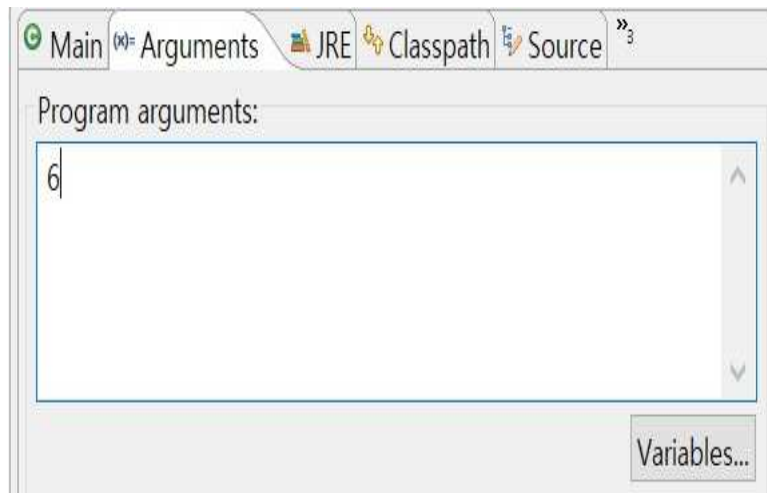 Main (x)= Arguments JRE Classpath Source »3
Program arguments:
6
Variables...